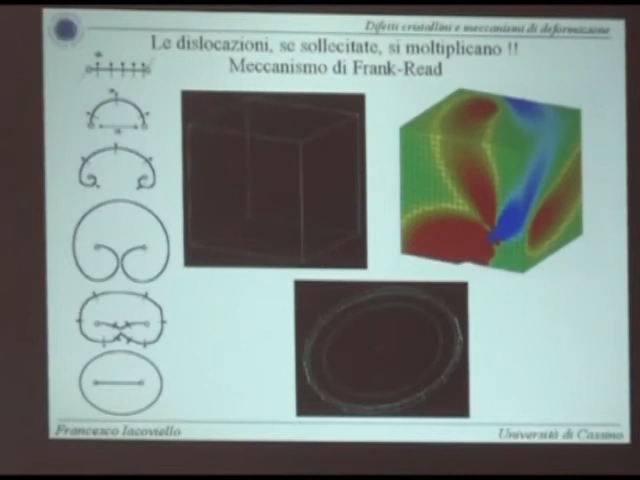 Difetti cristallini e meccanismi di deformazione
Le dislocazioni, se sollecitate, si moltiplicano !!
Meccanismo di Frank-Read
Francesco Iacoviello
Università di Cassino